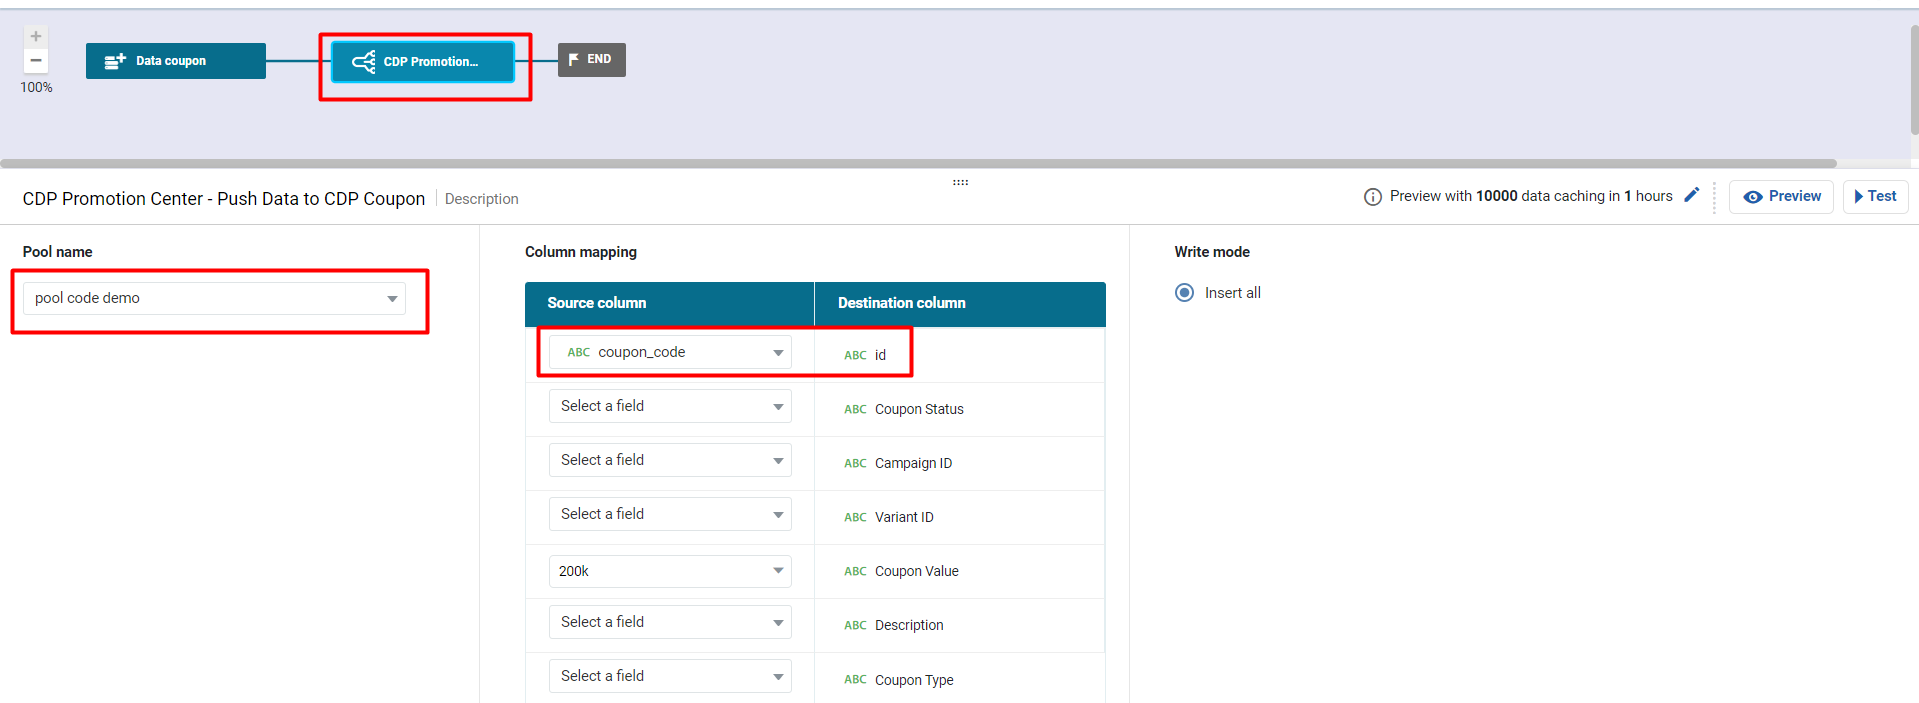 100%
Data coupon
CDP Promotion...
END
CDP Promotion Center - Push Data to CDP Coupon
Description
Preview with 10000 data caching in 1 hours
Preview
Test
Pool name
pool code demo
Column mapping
Source column Destination column
ABC coupon_code ABC id
Select a field ABC Coupon Status
Select a field ABC Campaign ID
Select a field ABC Variant ID
200k ABC Coupon Value
Select a field ABC Description
Select a field ABC Coupon Type
Write mode
Insert all